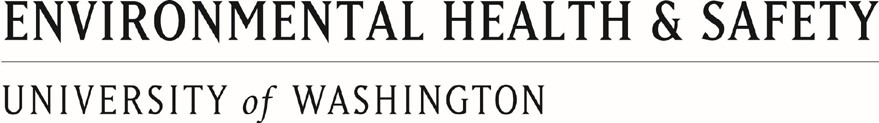 ENVIRONMENTAL HEALTH & SAFETY
UNIVERSITY of WASHINGTON